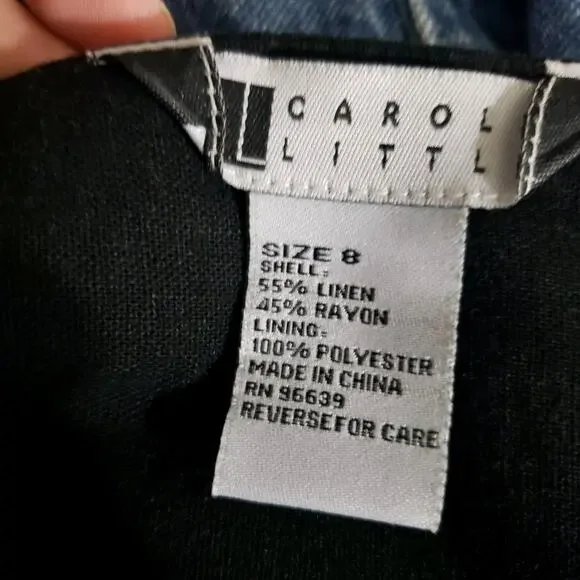 CAROL
LITTL
SIZE 8
SHELL:
55% LINEN
45% RAYON
LINING:
100% POLYESTER
MADE IN CHINA
RN 96639
REVERSE FOR CARE